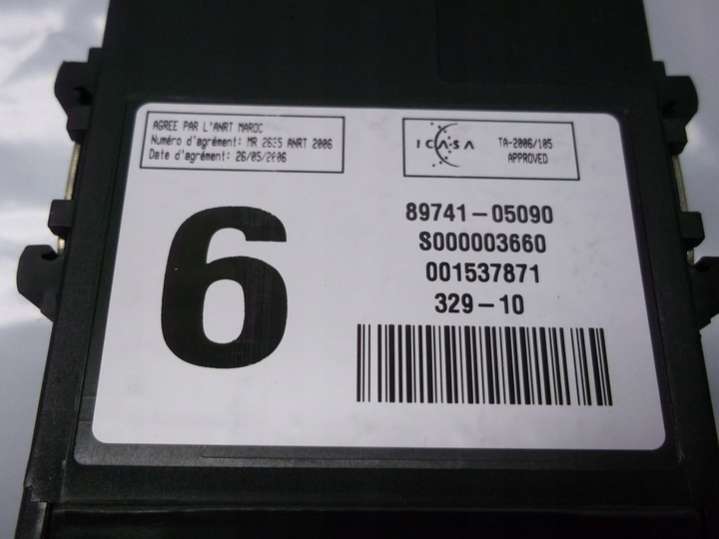 AGREE PAR L'ANRT MAROC
Numéro d'agrément: MR 2635 ANRT 2006
Date d'agrément: 26/05/2006
ICASA
TA-2006/105
APPROVED
6
89741-05090
S000003660
001537871
329-10